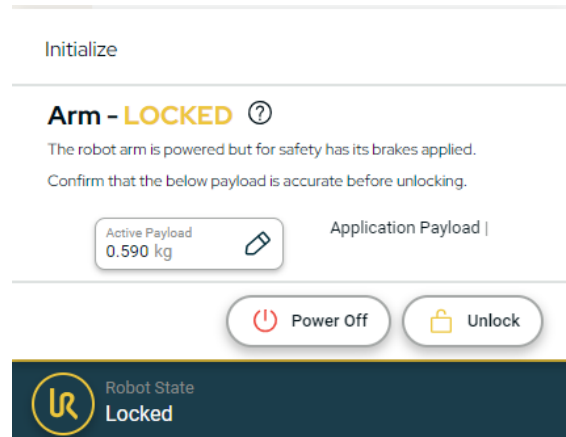 Initialize
Arm - LOCKED
The robot arm is powered but for safety has its brakes applied.
Confirm that the below payload is accurate before unlocking.
Active Payload
0.590 kg
Application Payload |
Power Off
Unlock
UR
Robot State
Locked